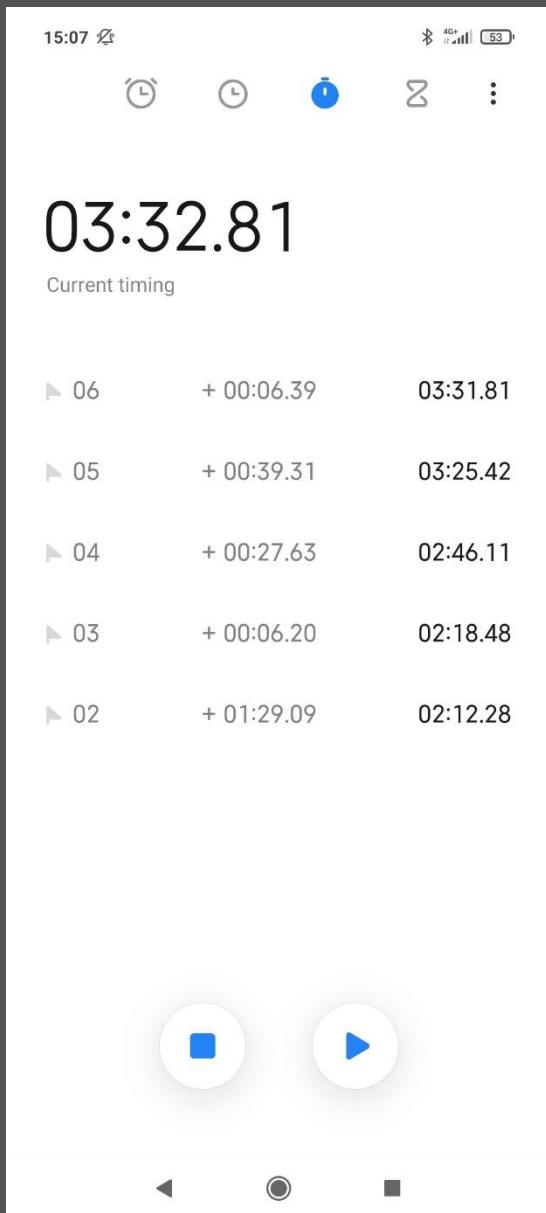 15:07 4G+ 53
03:32.81
Current timing
06 + 00:06.39 03:31.81
05 + 00:39.31 03:25.42
04 + 00:27.63 02:46.11
03 + 00:06.20 02:18.48
02 + 01:29.09 02:12.28